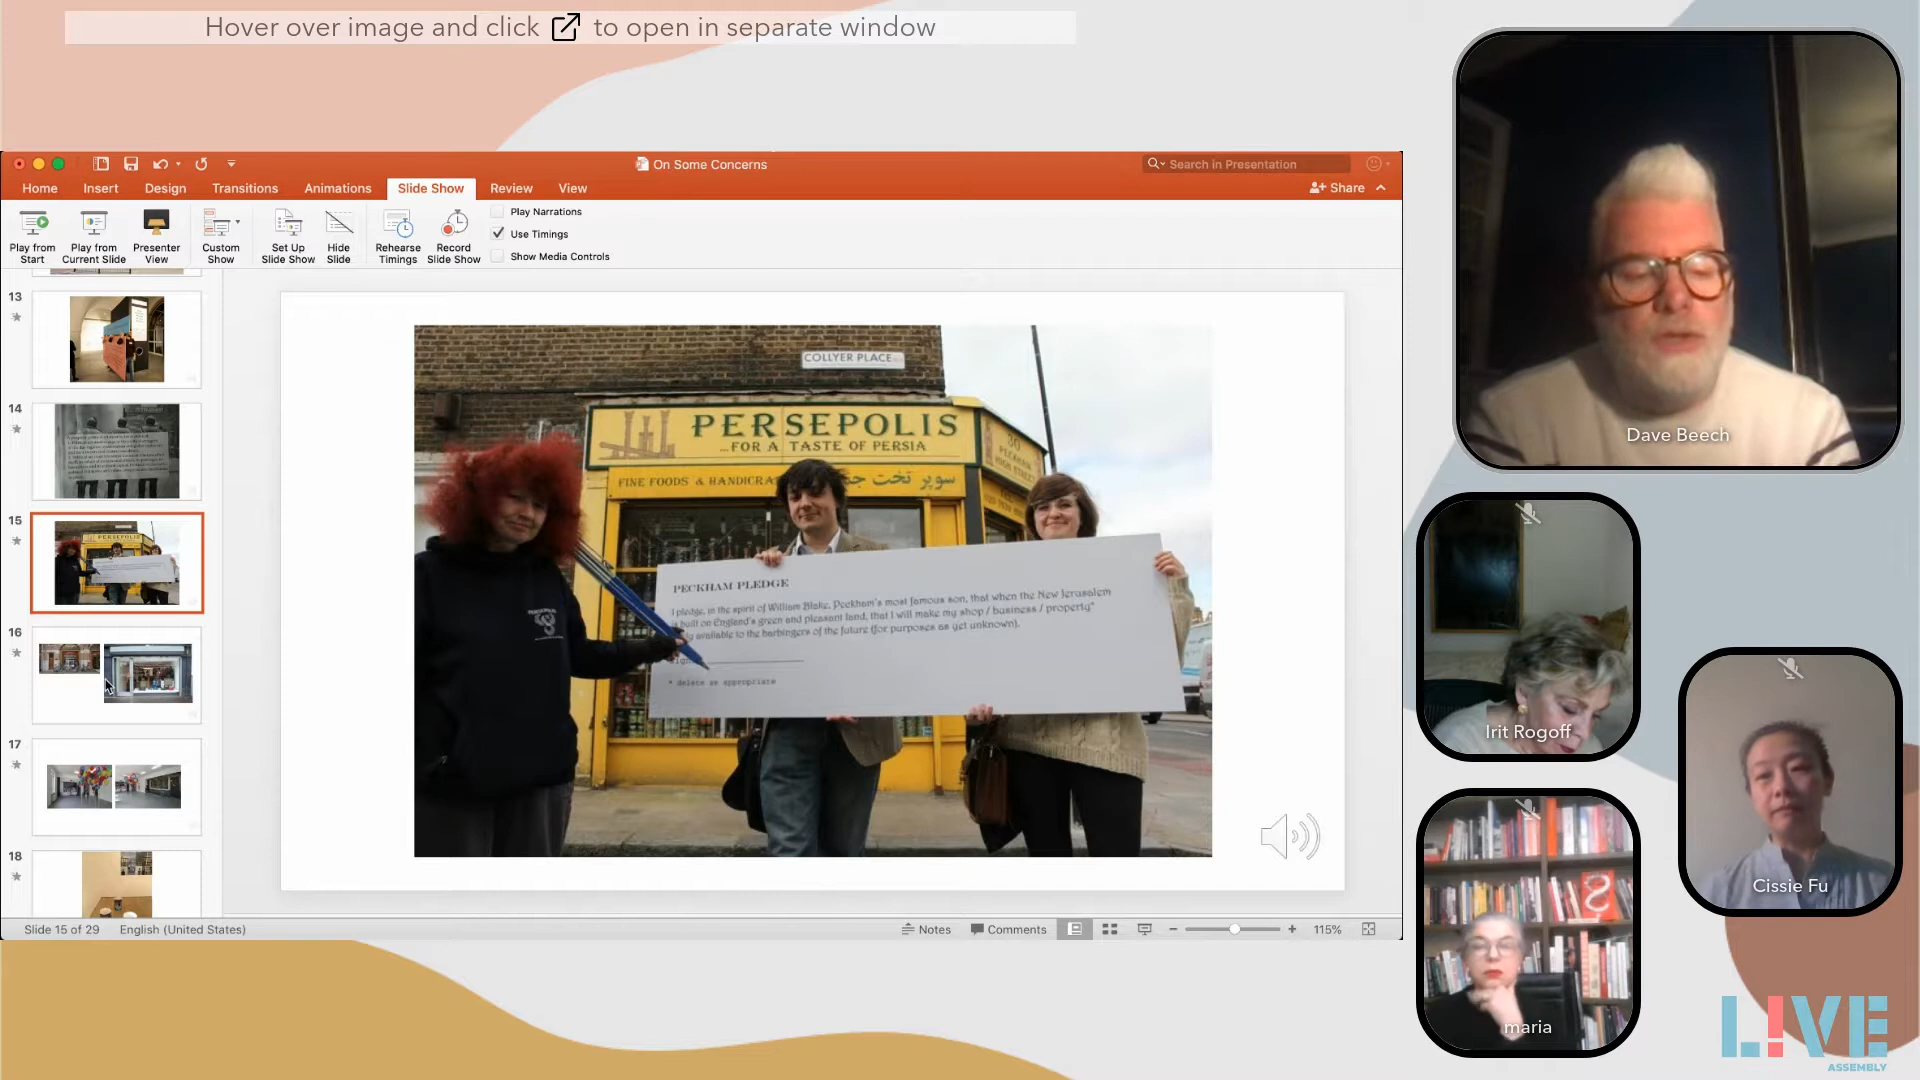 Hover over image and click to open in separate window
On Some Concerns
Search in Presentation
Home Insert Design Transitions Animations Slide Show Review View
Share
Play from Start
Play from Current Slide
Presenter View
Custom Show
Set Up Slide Show
Hide Slide
Rehearse Timings
Record Slide Show
Play Narrations
Use Timings
Show Media Controls
13
14
15
16
17
18
COLLYER PLACE
PERSEPOLIS
...FOR A TASTE OF PERSIA
FINE FOODS & HANDICRA
سوپر تخت جم
30
PECKHAM
HIGH STREET
PECKHAM PLEDGE
I pledge, in the spirit of William Blake, Peckham's most famous son, that when the New Jerusalem
is built on England's green and pleasant land, that I will make my shop / business / property*
available to the harbingers of the future (for purposes as yet unknown).
* delete as appropriate
Slide 15 of 29 English (United States)
Notes Comments 115%
Dave Beech
Irit Rogoff
Cissie Fu
maria
L!VE
ASSEMBLY